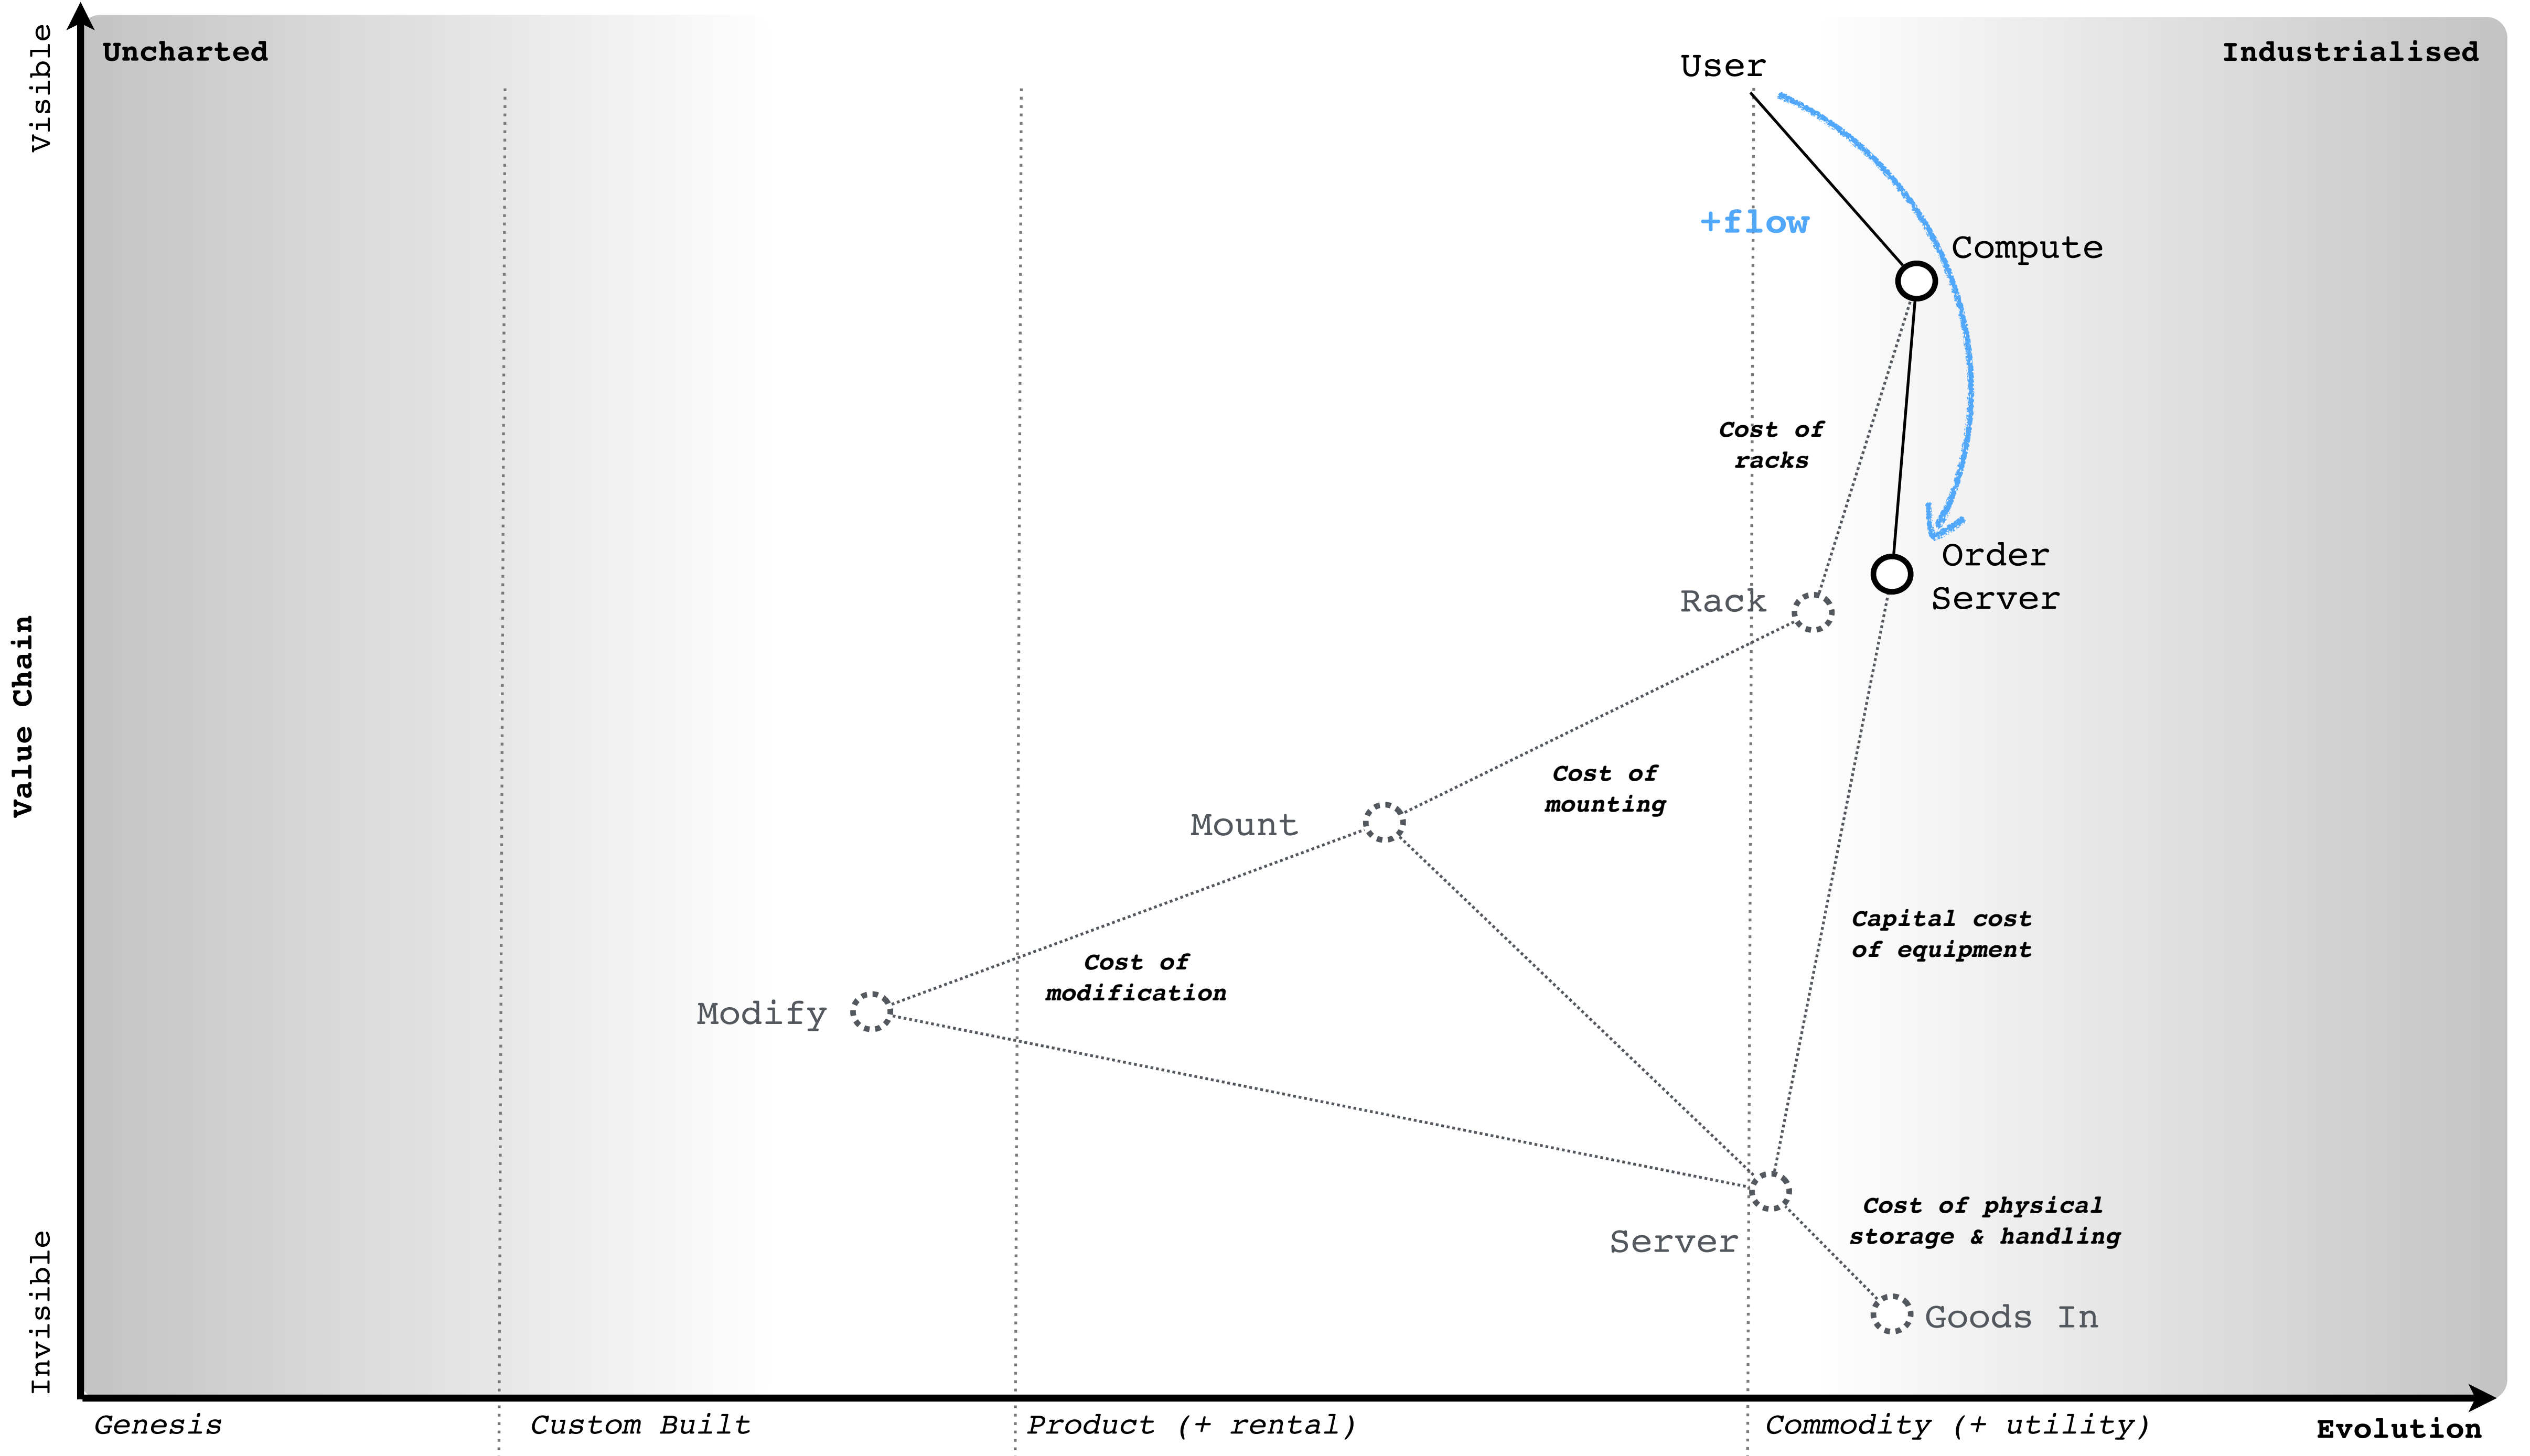 Uncharted
Industrialised
Visible
User
+flow
Compute
Cost of
racks
Order
Server
Rack
Value Chain
Cost of
mounting
Mount
Capital cost
of equipment
Cost of
modification
Modify
Cost of physical
storage & handling
Server
Invisible
Goods In
Genesis
Custom Built
Product (+ rental)
Commodity (+ utility)
Evolution